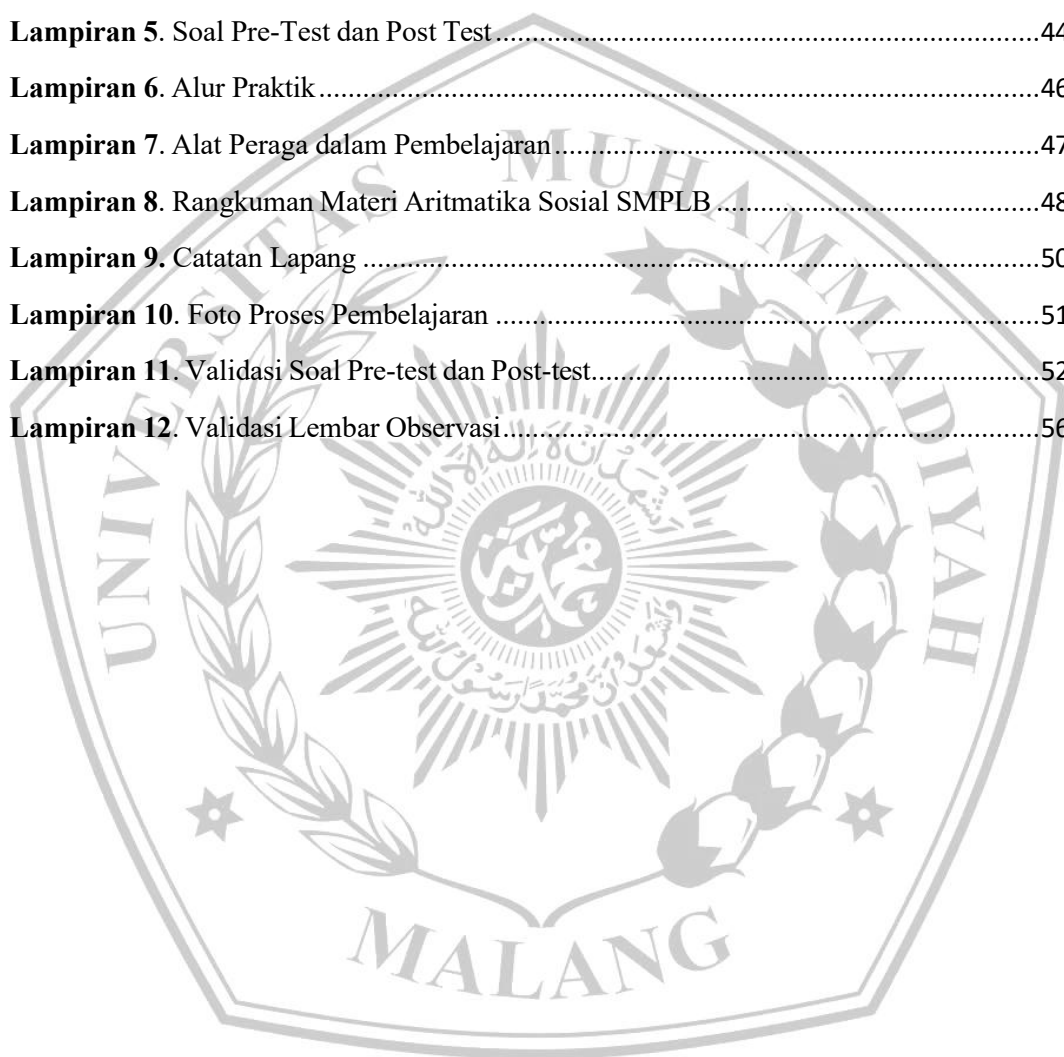 Lampiran 5. Soal Pre-Test dan Post Test.....44
Lampiran 6. Alur Praktik.....46
Lampiran 7. Alat Peraga dalam Pembelajaran.....47
Lampiran 8. Rangkuman Materi Aritmatika Sosial SMPLB.....48
Lampiran 9. Catatan Lapang.....50
Lampiran 10. Foto Proses Pembelajaran.....51
Lampiran 11. Validasi Soal Pre-test dan Post-test.....52
Lampiran 12. Validasi Lembar Observasi.....56
UNIVERSITAS MUHAMMADIYAH
MALANG